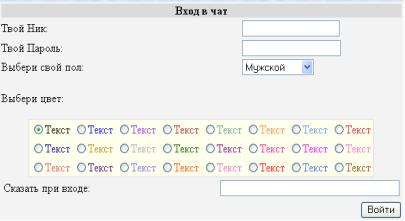 Вход в чат
Твой Ник:
Твой Пароль:
Выбери свой пол: Мужской
Выбери цвет:
Текст Текст Текст Текст Текст Текст Текст Текст
Текст Текст Текст Текст Текст Текст Текст Текст
Текст Текст Текст Текст Текст Текст Текст Текст
Сказать при входе:
Войти